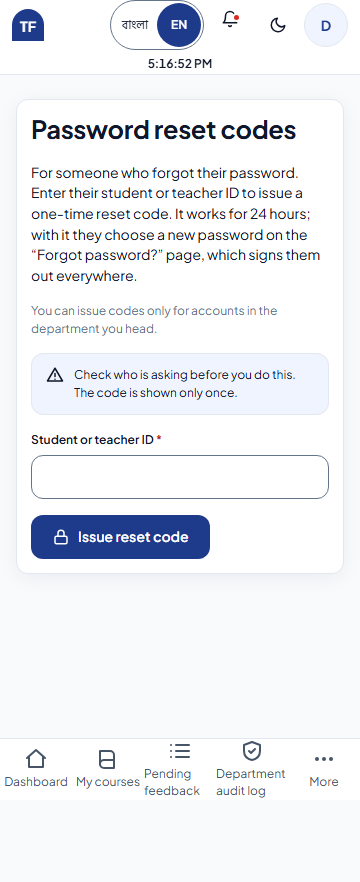 TF
বাংলা
EN
D
5:16:52 PM
Password reset codes
For someone who forgot their password.
Enter their student or teacher ID to issue a
one-time reset code. It works for 24 hours;
with it they choose a new password on the
“Forgot password?” page, which signs them
out everywhere.
You can issue codes only for accounts in the
department you head.
Check who is asking before you do this.
The code is shown only once.
Student or teacher ID *
Issue reset code
Dashboard
My courses
Pending
feedback
Department
audit log
More